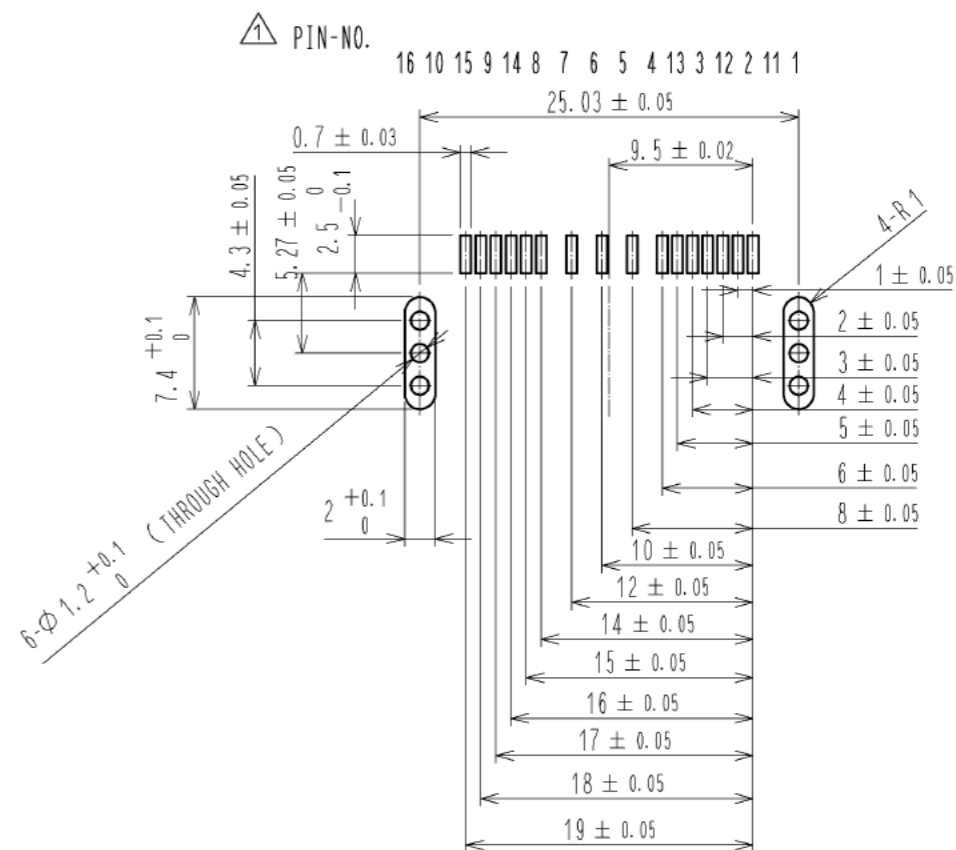 1 PIN-NO.
16 10 15 9 14 8 7 6 5 4 13 3 12 2 11 1
25.03 ± 0.05
0.7 ± 0.03
9.5 ± 0.02
4.3 ± 0.05
5.27 ± 0.05
2.5 0 -0.1
4-R1
1 ± 0.05
7.4 +0.1 0
2 ± 0.05
3 ± 0.05
4 ± 0.05
5 ± 0.05
6 ± 0.05
2 +0.1 0
8 ± 0.05
6-Ø1.2 +0.1 0 (THROUGH HOLE)
10 ± 0.05
12 ± 0.05
14 ± 0.05
15 ± 0.05
16 ± 0.05
17 ± 0.05
18 ± 0.05
19 ± 0.05